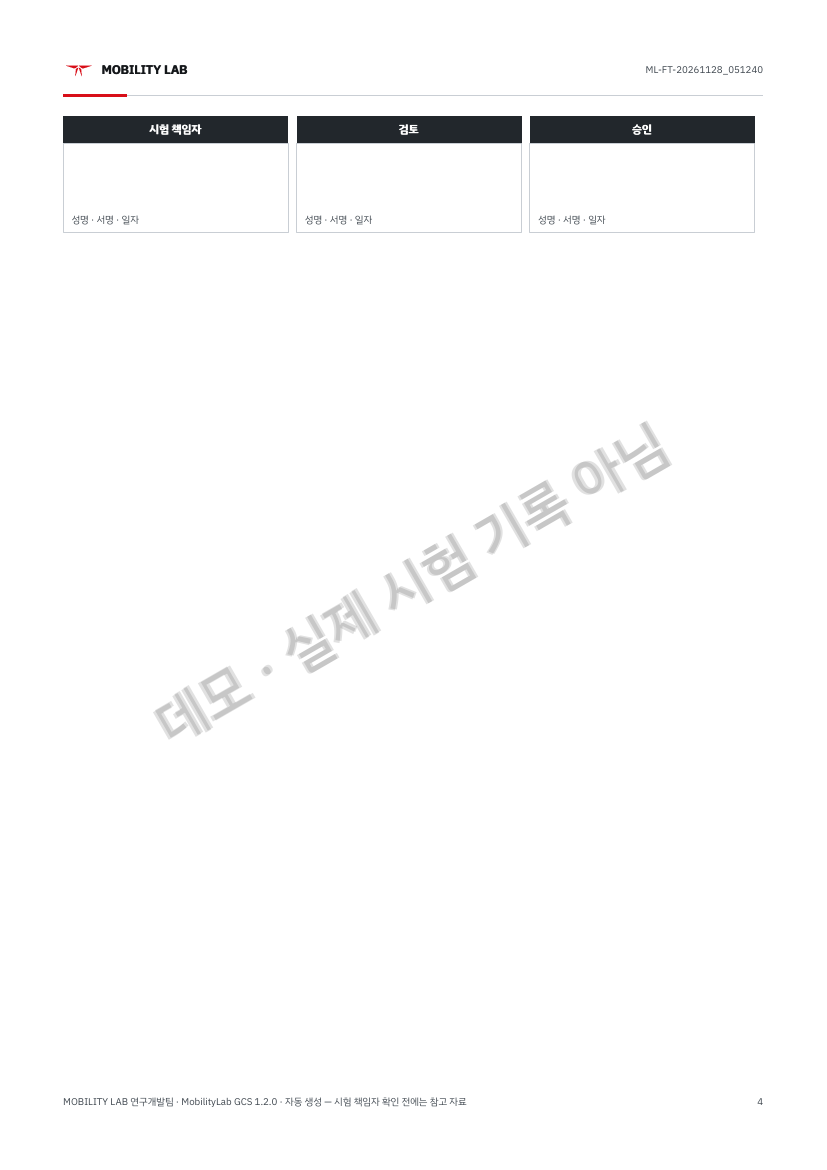 MOBILITY LAB
ML-FT-20261128_051240
시험 책임자
검토
승인
성명 · 서명 · 일자
성명 · 서명 · 일자
성명 · 서명 · 일자
데모 · 실제 시험 기록 아님
MOBILITY LAB 연구개발팀 · MobilityLab GCS 1.2.0 · 자동 생성 — 시험 책임자 확인 전에는 참고 자료
4